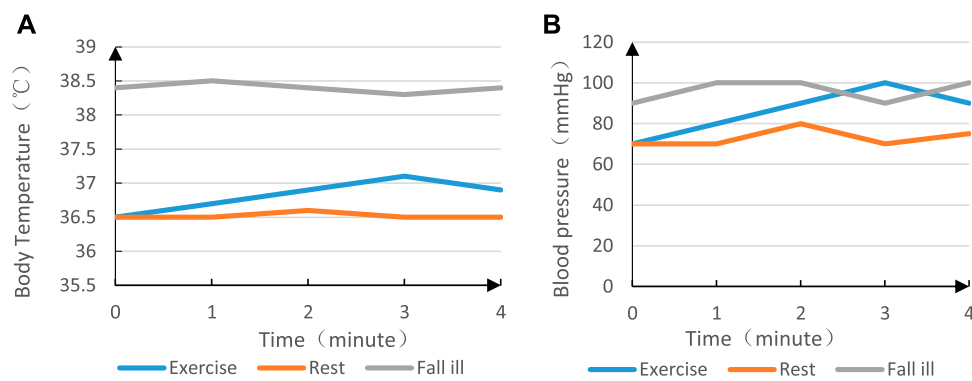 A
Body Temperature（℃）
39
38.5
38
37.5
37
36.5
36
35.5
0 1 2 3 4
Time（minute）
Exercise Rest Fall ill
B
Blood pressure（mmHg）
120
100
80
60
40
20
0
0 1 2 3 4
Time（minute）
Exercise Rest Fall ill